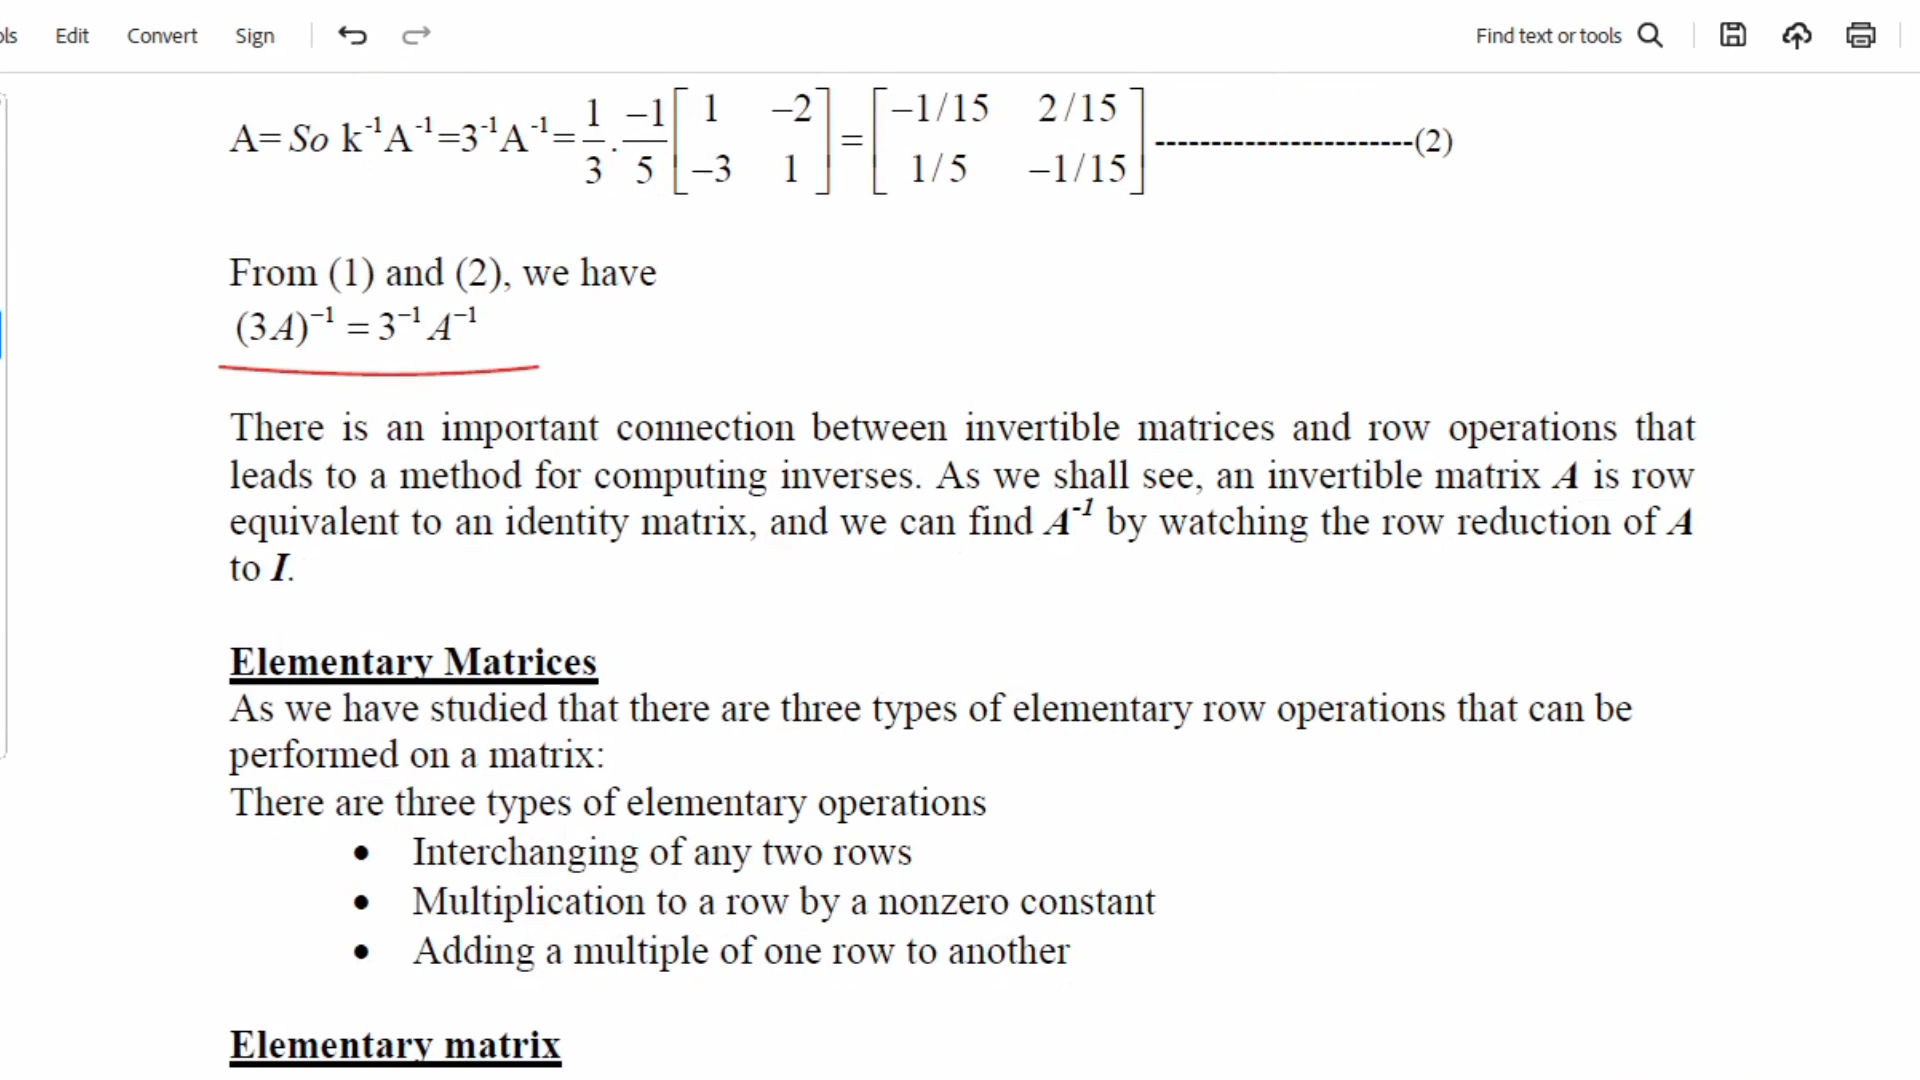 ols Edit Convert Sign Find text or tools
A= So k⁻¹A⁻¹=3⁻¹A⁻¹= 1/3 . −1/5 [1 −2; −3 1] = [−1/15 2/15; 1/5 −1/15] -----------------------(2)
From (1) and (2), we have
(3A)⁻¹ = 3⁻¹ A⁻¹
There is an important connection between invertible matrices and row operations that
leads to a method for computing inverses. As we shall see, an invertible matrix A is row
equivalent to an identity matrix, and we can find A⁻¹ by watching the row reduction of A
to I.
Elementary Matrices
As we have studied that there are three types of elementary row operations that can be
performed on a matrix:
There are three types of elementary operations
• Interchanging of any two rows
• Multiplication to a row by a nonzero constant
• Adding a multiple of one row to another
Elementary matrix